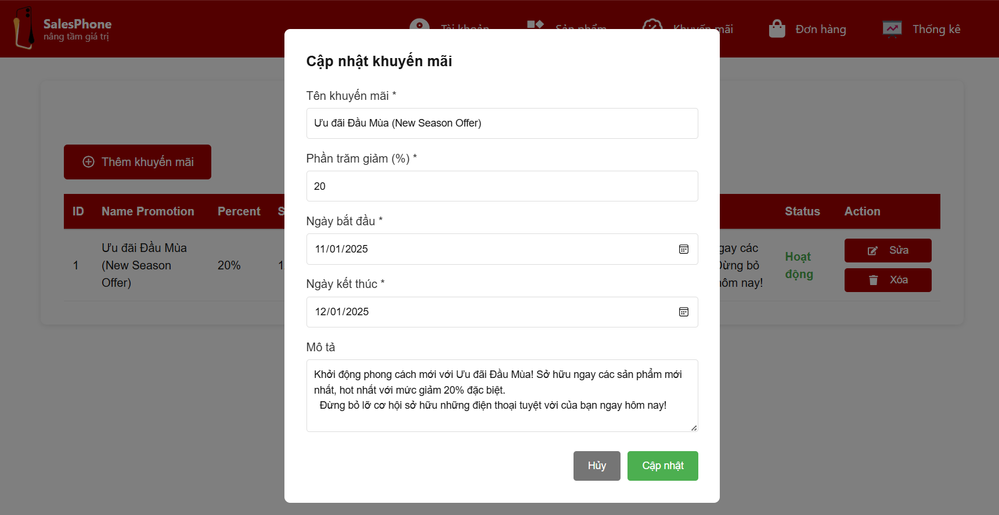 SalesPhone
nâng tầm giá trị
Tài khoản
Sản phẩm
Khuyến mãi
Đơn hàng
Thống kê
Cập nhật khuyến mãi
Tên khuyến mãi *
Ưu đãi Đầu Mùa (New Season Offer)
Phần trăm giảm (%) *
20
Ngày bắt đầu *
11/01/2025
Ngày kết thúc *
12/01/2025
Mô tả
Khởi động phong cách mới với Ưu đãi Đầu Mùa! Sở hữu ngay các sản phẩm mới
nhất, hot nhất với mức giảm 20% đặc biệt.
Đừng bỏ lỡ cơ hội sở hữu những điện thoại tuyệt vời của bạn ngay hôm nay!
Hủy
Cập nhật
Thêm khuyến mãi
ID
Name Promotion
Percent
S
Status
Action
1
Ưu đãi Đầu Mùa
(New Season
Offer)
20%
1
gay các
Đừng bỏ
hôm nay!
Hoạt
động
Sửa
Xóa